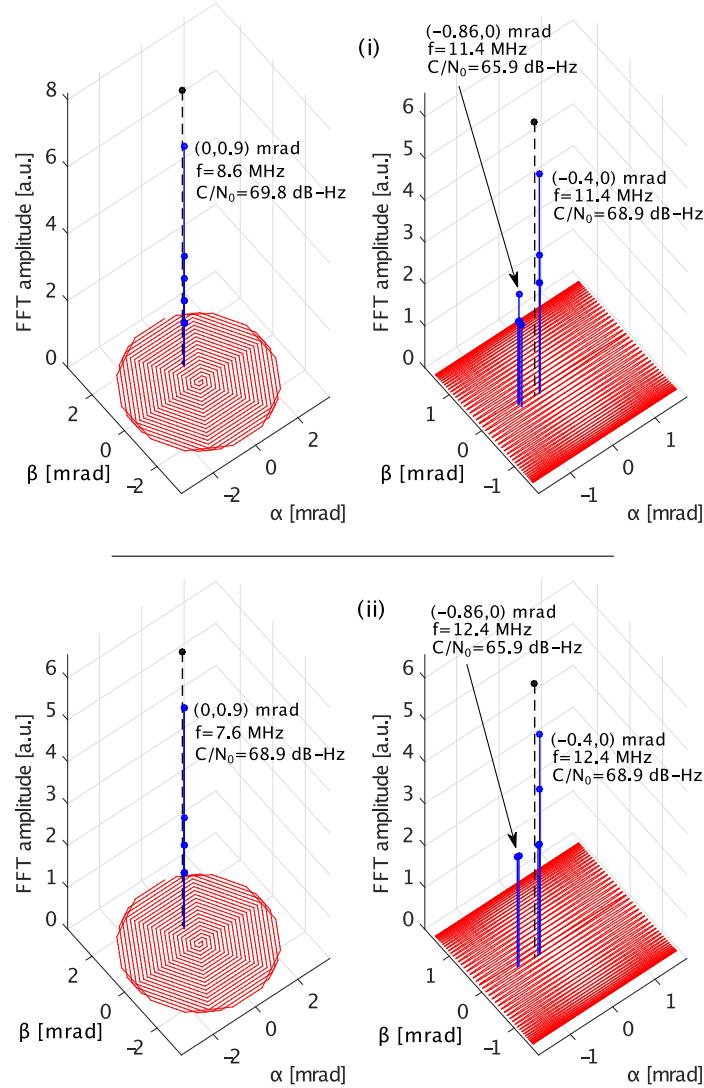 (i)
(−0.86,0) mrad
f=11.4 MHz
C/N0=65.9 dB−Hz
FFT amplitude [a.u.]
8
6
4
2
0
(0,0.9) mrad
f=8.6 MHz
C/N0=69.8 dB−Hz
2
0
−2
β [mrad]
−2
0
2
α [mrad]
FFT amplitude [a.u.]
6
5
4
3
2
1
0
(−0.4,0) mrad
f=11.4 MHz
C/N0=68.9 dB−Hz
1
0
−1
β [mrad]
−1
0
1
α [mrad]
(ii)
(−0.86,0) mrad
f=12.4 MHz
C/N0=65.9 dB−Hz
FFT amplitude [a.u.]
6
5
4
3
2
1
0
(0,0.9) mrad
f=7.6 MHz
C/N0=68.9 dB−Hz
2
0
−2
β [mrad]
−2
0
2
α [mrad]
FFT amplitude [a.u.]
6
5
4
3
2
1
0
(−0.4,0) mrad
f=12.4 MHz
C/N0=68.9 dB−Hz
1
0
−1
β [mrad]
−1
0
1
α [mrad]